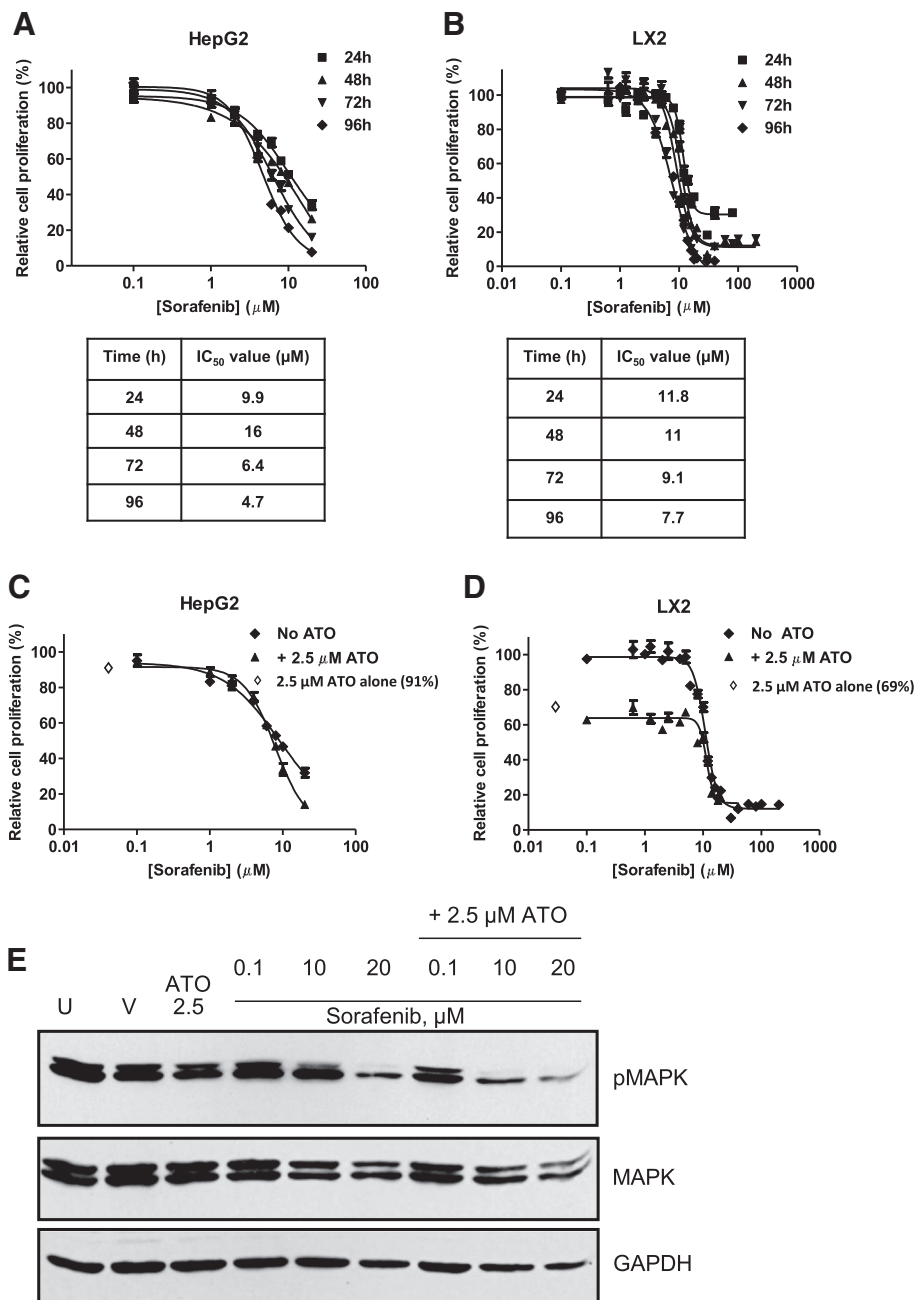 A
HepG2
24h
48h
72h
96h
Relative cell proliferation (%)
100
80
60
40
20
0
0.1
1
10
100
[Sorafenib] (μM)
Time (h) IC50 value (μM)
24 9.9
48 16
72 6.4
96 4.7
B
LX2
24h
48h
72h
96h
Relative cell proliferation (%)
100
80
60
40
20
0
0.01
0.1
1
10
100
1000
[Sorafenib] (μM)
Time (h) IC50 value (μM)
24 11.8
48 11
72 9.1
96 7.7
C
HepG2
No ATO
+ 2.5 μM ATO
2.5 μM ATO alone (91%)
Relative cell proliferation (%)
100
80
60
40
20
0
0.01
0.1
1
10
100
[Sorafenib] (μM)
D
LX2
No ATO
+ 2.5 μM ATO
2.5 μM ATO alone (69%)
Relative cell proliferation (%)
100
80
60
40
20
0
0.01
0.1
1
10
100
1000
[Sorafenib] (μM)
E
+ 2.5 μM ATO
0.1 10 20 0.1 10 20
U V ATO 2.5
Sorafenib, μM
pMAPK
MAPK
GAPDH